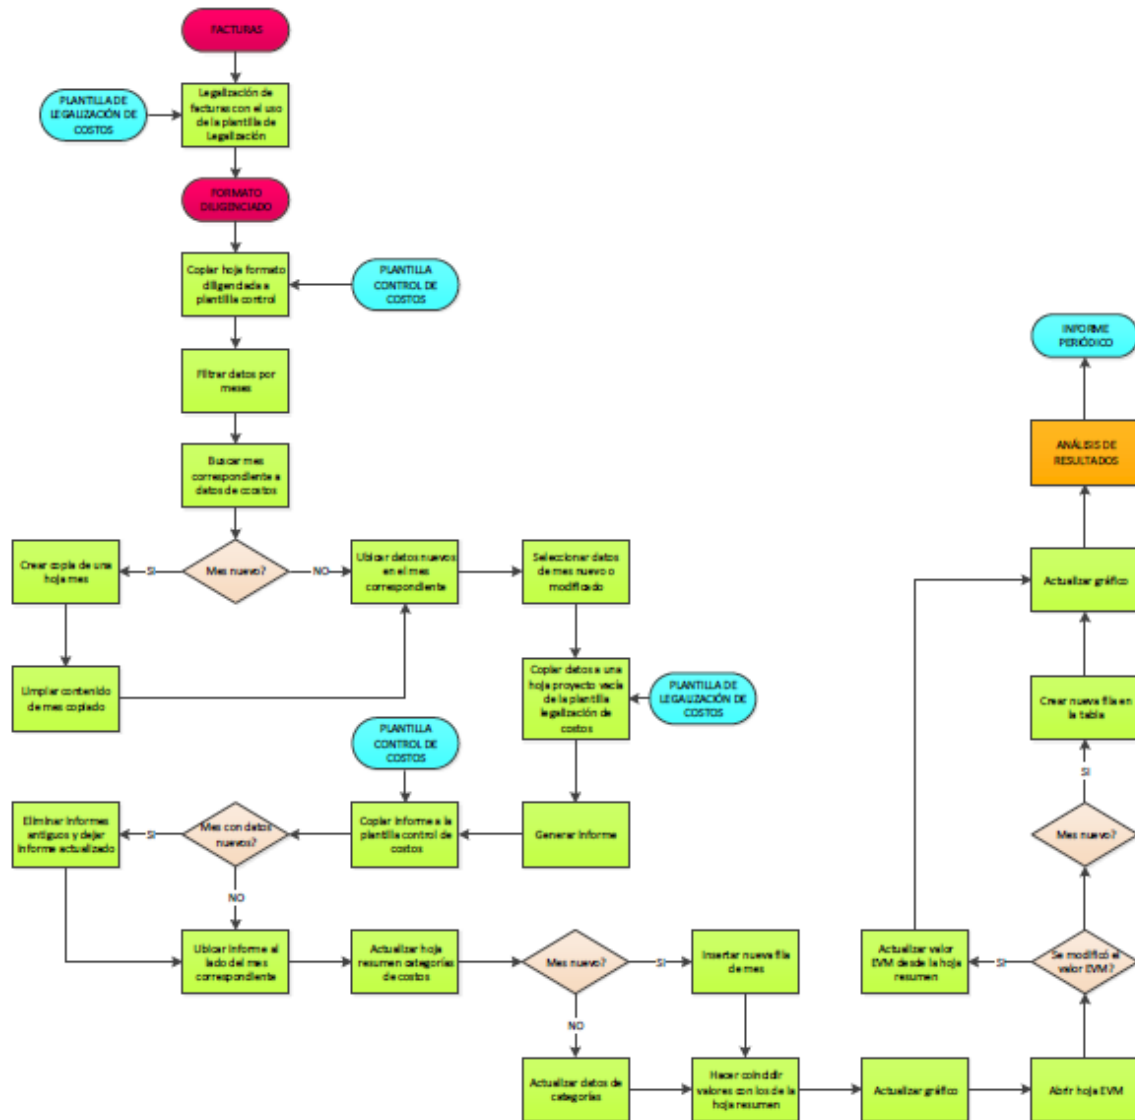 FACTURAS
PLANTILLA DE
LEGALIZACIÓN DE
COSTOS
Legalización de
facturas con el uso
de la plantilla de
Legalización
FORMATO
DILIGENCIADO
Copiar hoja formato
diligenciada a
plantilla control
PLANTILLA
CONTROL DE
COSTOS
Filtrar datos por
meses
Buscar mes
correspondiente a
datos de ccostos
Mes nuevo?
SI
NO
Crear copia de una
hoja mes
Limpiar contenido
de mes copiado
Ubicar datos nuevos
en el mes
correspondiente
Seleccionar datos
de mes nuevo o
modificado
Copiar datos a una
hoja proyecto vacía
de la plantilla
legalización de
costos
PLANTILLA DE
LEGALIZACIÓN DE
COSTOS
Generar informe
PLANTILLA
CONTROL DE
COSTOS
Copiar informe a la
plantilla control de
costos
Mes con datos
nuevos?
SI
NO
Eliminar informes
antiguos y dejar
informe actualizado
Ubicar informe al
lado del mes
correspondiente
Actualizar hoja
resumen categorías
de costos
Mes nuevo?
SI
NO
Insertar nueva fila
de mes
Actualizar datos de
categorías
Hacer coincidir
valores con los de la
hoja resumen
Actualizar gráfico
Abrir hoja EVM
Se modificó el
valor EVM?
SI
Actualizar valor
EVM desde la hoja
resumen
Mes nuevo?
SI
Crear nueva fila en
la tabla
Actualizar gráfico
ANÁLISIS DE
RESULTADOS
INFORME
PERIÓDICO